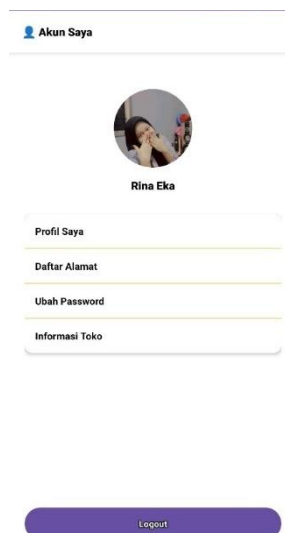 👤 Akun Saya
Rina Eka
Profil Saya
Daftar Alamat
Ubah Password
Informasi Toko
Logout